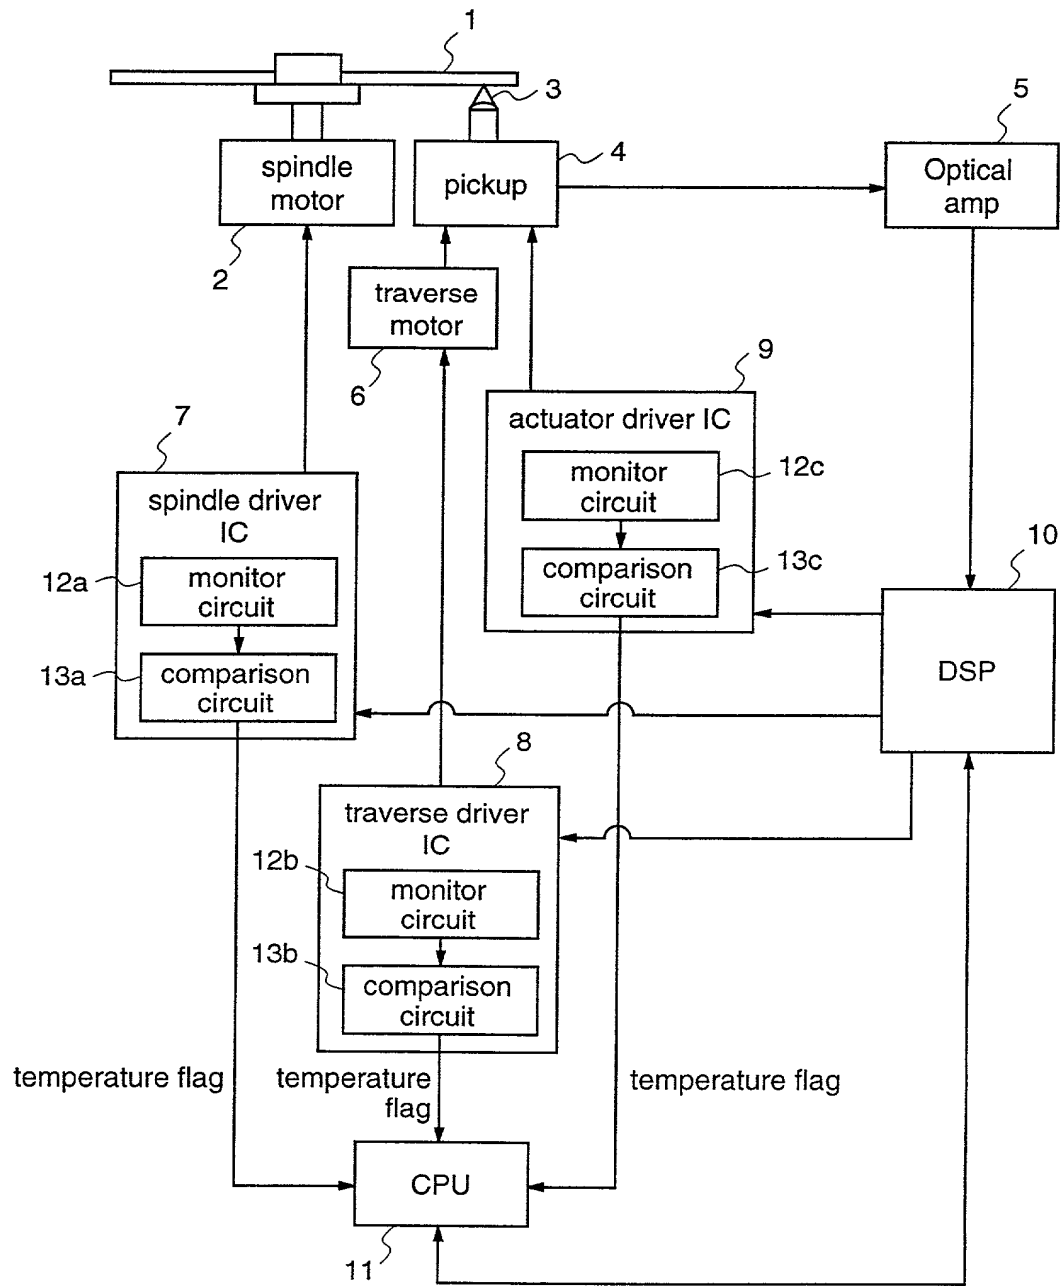 1
3
5
spindle
motor
pickup
4
Optical
amp
2
traverse
motor
6
9
7
actuator driver IC
monitor
circuit
12c
spindle driver
IC
10
comparison
circuit
13c
12a
monitor
circuit
13a
comparison
circuit
DSP
8
traverse driver
IC
12b
monitor
circuit
13b
comparison
circuit
temperature flag
temperature
flag
temperature flag
CPU
11